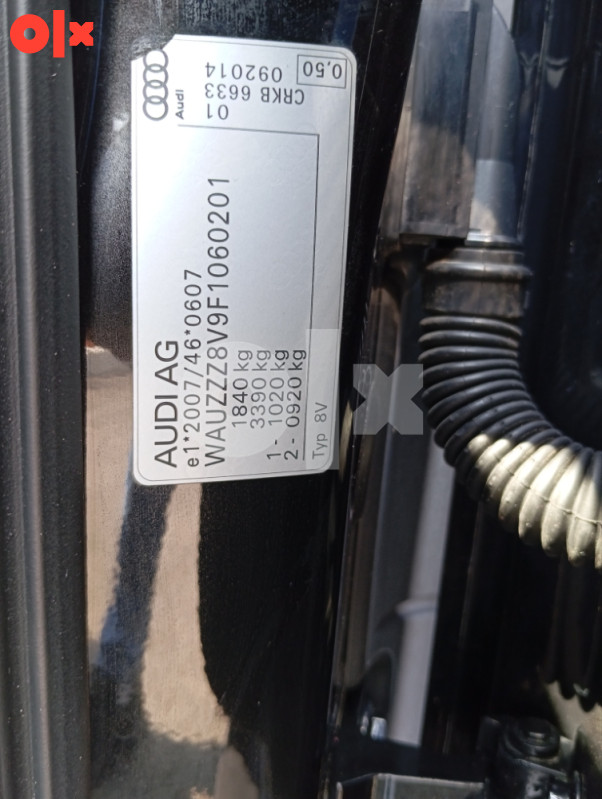 olx
AUDI AG
e1*2007/46*0607
WAUZZZ8V9F1060201
1840 kg
3390 kg
1 - 1020 kg
2 - 0920 kg
Typ 8V
Audi
01
CRKB 6633
092014
0,50
olx